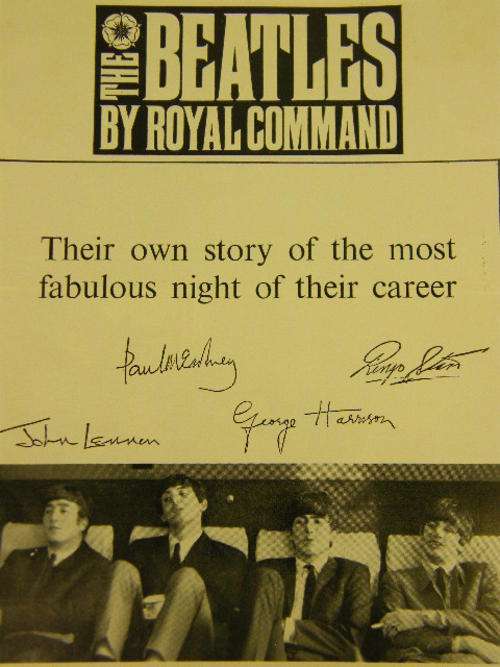 THE BEATLES
BY ROYAL COMMAND
Their own story of the most
fabulous night of their career
Paul McCartney
Ringo Starr
George Harrison
John Lennon